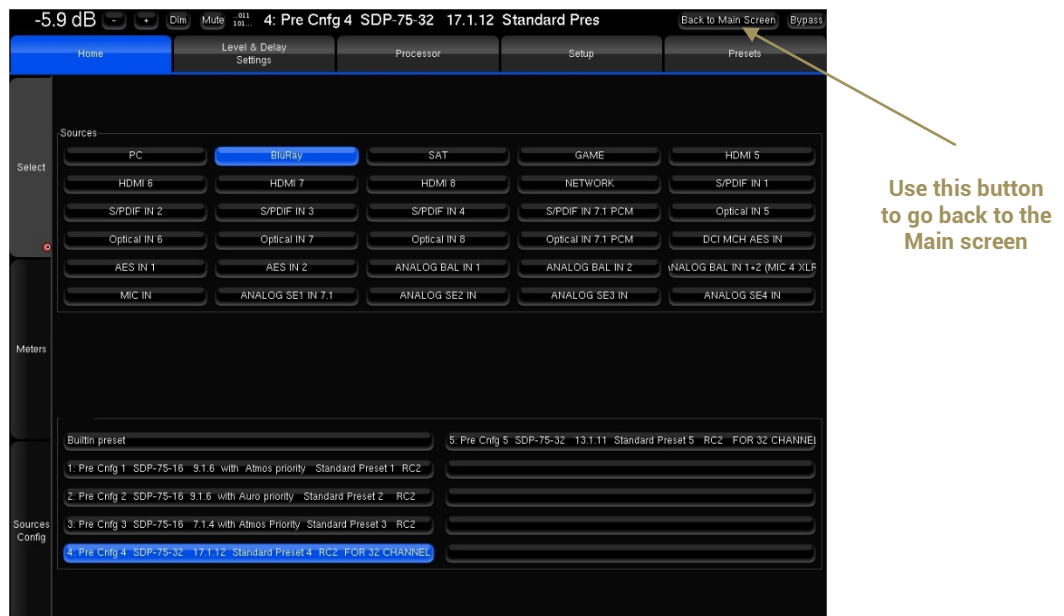 -5.9 dB - + Dim Mute ..011 101... 4: Pre Cnfg 4 SDP-75-32 17.1.12 Standard Pres Back to Main Screen Bypass
Home Level & Delay Settings Processor Setup Presets
Sources
Select
PC BluRay SAT GAME HDMI 5
HDMI 6 HDMI 7 HDMI 8 NETWORK S/PDIF IN 1
S/PDIF IN 2 S/PDIF IN 3 S/PDIF IN 4 S/PDIF IN 7.1 PCM Optical IN 5
Optical IN 6 Optical IN 7 Optical IN 8 Optical IN 7.1 PCM DCI MCH AES IN
AES IN 1 AES IN 2 ANALOG BAL IN 1 ANALOG BAL IN 2 NALOG BAL IN 1+2 (MIC 4 XLR
MIC IN ANALOG SE1 IN 7.1 ANALOG SE2 IN ANALOG SE3 IN ANALOG SE4 IN
Use this button
to go back to the
Main screen
Meters
Builtin preset 5: Pre Cnfg 5 SDP-75-32 13.1.11 Standard Preset 5 RC2 FOR 32 CHANNEL
1: Pre Cnfg 1 SDP-75-16 9.1.6 with Atmos priority Standard Preset 1 RC2
2: Pre Cnfg 2 SDP-75-16 9.1.6 with Auro priority Standard Preset 2 RC2
3: Pre Cnfg 3 SDP-75-16 7.1.4 with Atmos Priority Standard Preset 3 RC2
4: Pre Cnfg 4 SDP-75-32 17.1.12 Standard Preset 4 RC2 FOR 32 CHANNEL
Sources
Config